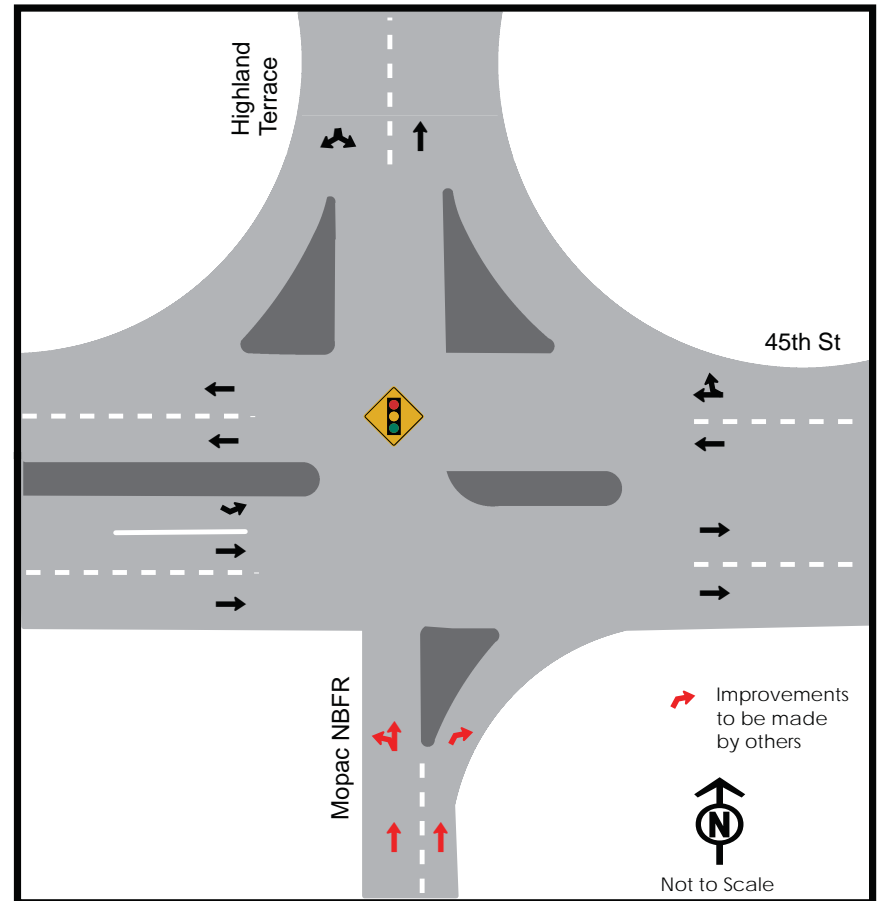 Highland
Terrace
45th St
Mopac NBFR
Improvements
to be made
by others
N
Not to Scale